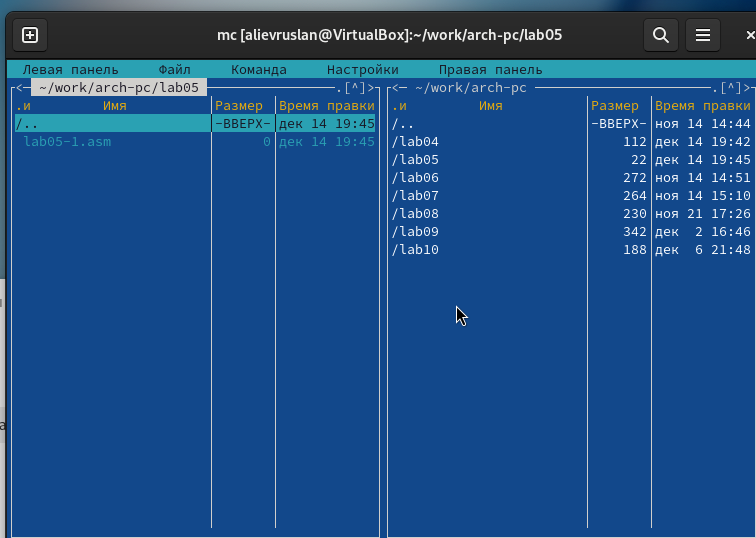 mc [alievruslan@VirtualBox]:~/work/arch-pc/lab05
Левая панель Файл Команда Настройки Правая панель
<─ ~/work/arch-pc/lab05 .[^]>
.и Имя Размер Время правки
/.. -ВВЕРХ- дек 14 19:45
lab05-1.asm 0 дек 14 19:45
<─ ~/work/arch-pc .[^]>
.и Имя Размер Время правки
/.. -ВВЕРХ- ноя 14 14:44
/lab04 112 дек 14 19:42
/lab05 22 дек 14 19:45
/lab06 272 ноя 14 14:51
/lab07 264 ноя 14 15:10
/lab08 230 ноя 21 17:26
/lab09 342 дек 2 16:46
/lab10 188 дек 6 21:48